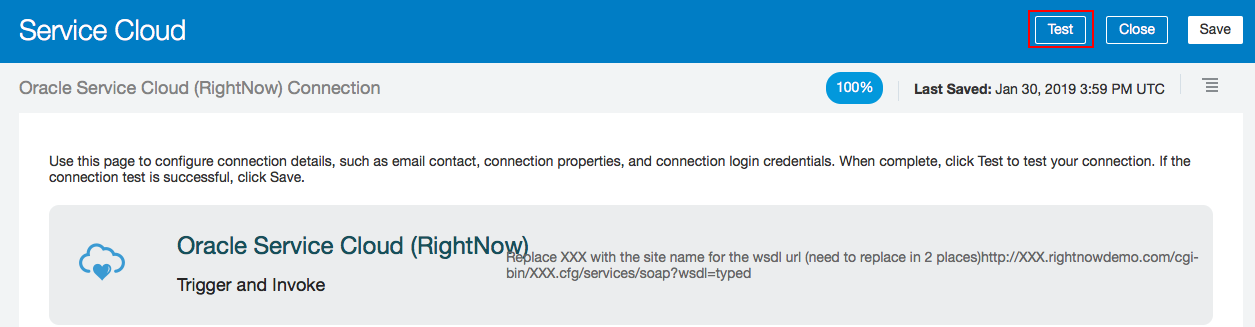 Service Cloud
Test
Close
Save
Oracle Service Cloud (RightNow) Connection
100%
Last Saved: Jan 30, 2019 3:59 PM UTC
Use this page to configure connection details, such as email contact, connection properties, and connection login credentials. When complete, click Test to test your connection. If the
connection test is successful, click Save.
Oracle Service Cloud (RightNow)
Replace XXX with the site name for the wsdl url (need to replace in 2 places)http://XXX.rightnowdemo.com/cgi-
bin/XXX.cfg/services/soap?wsdl=typed
Trigger and Invoke